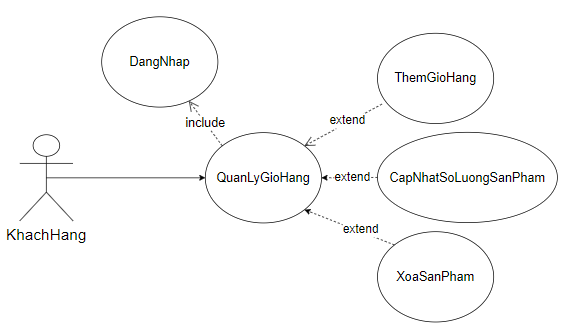 DangNhap
ThemGioHang
include
extend
QuanLyGioHang
extend
CapNhatSoLuongSanPham
KhachHang
extend
XoaSanPham